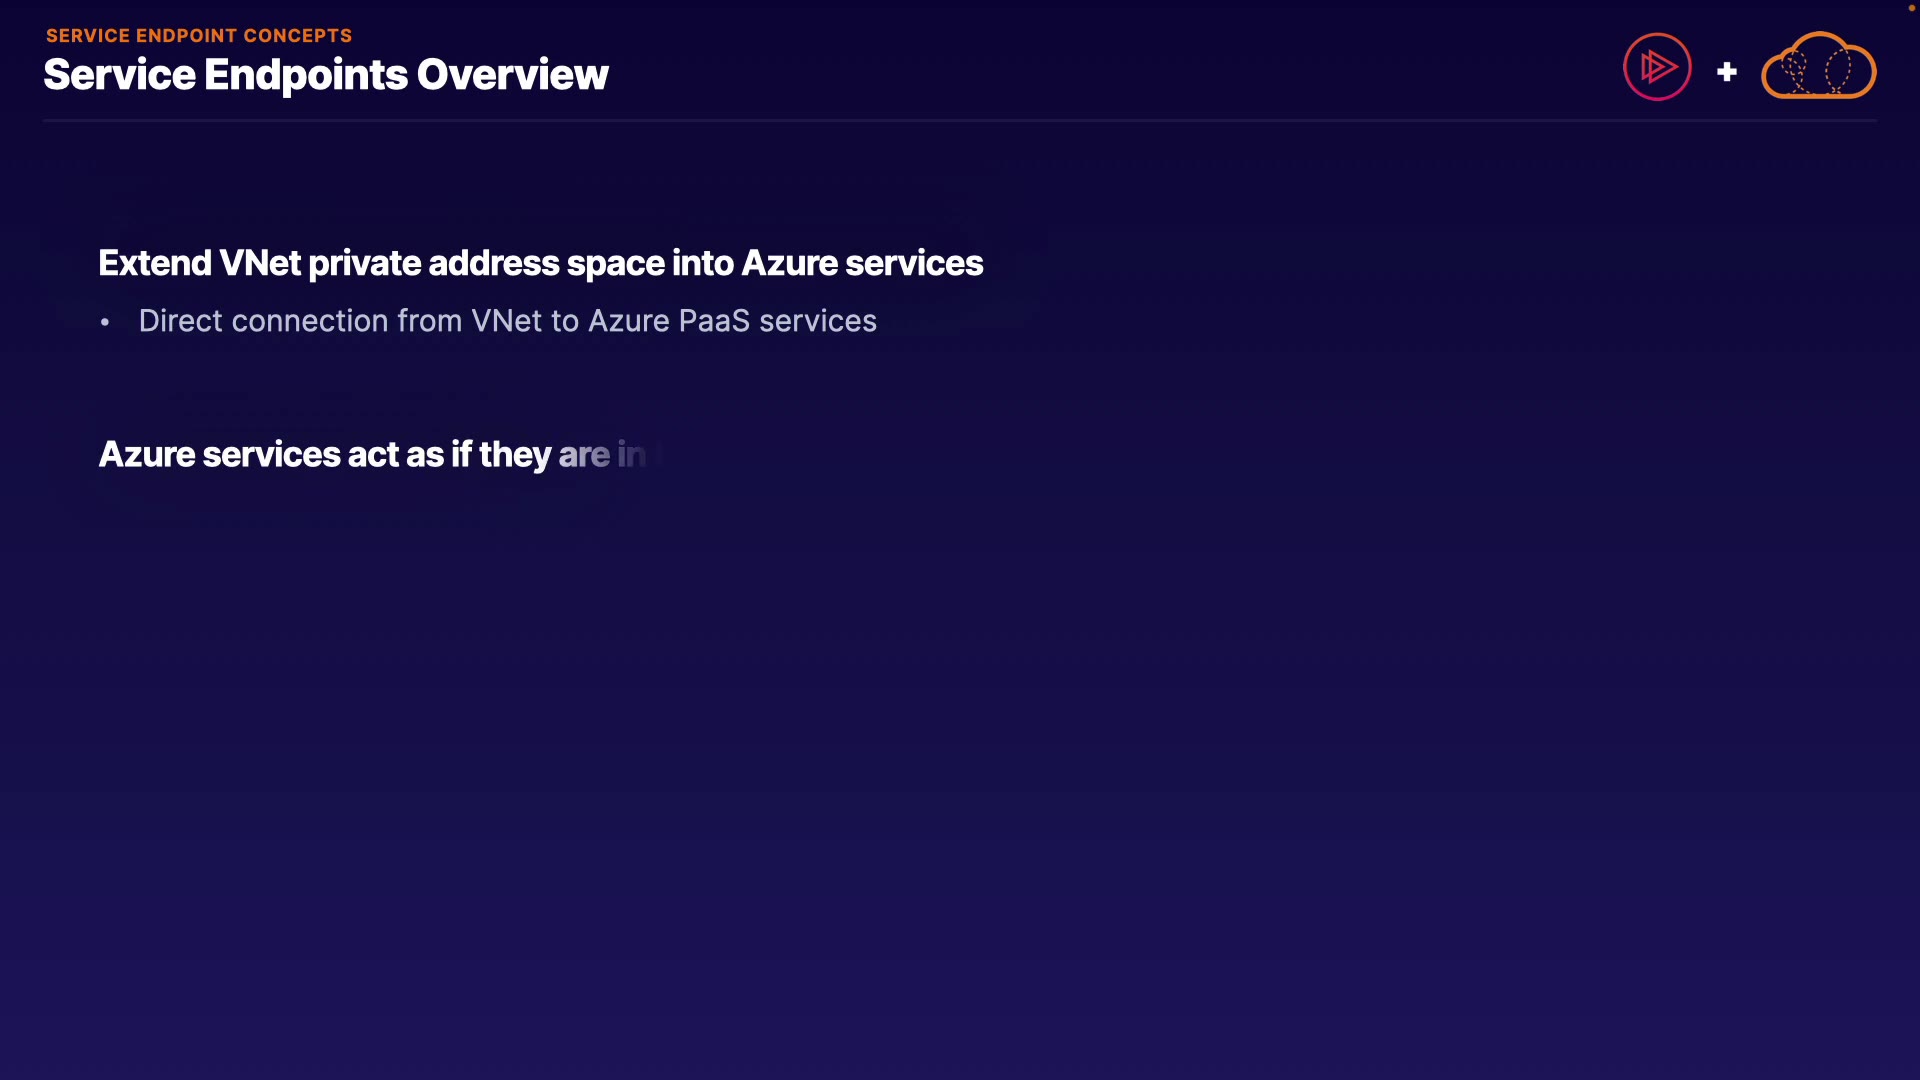 SERVICE ENDPOINT CONCEPTS
Service Endpoints Overview
+
Extend VNet private address space into Azure services
• Direct connection from VNet to Azure PaaS services
Azure services act as if they are in